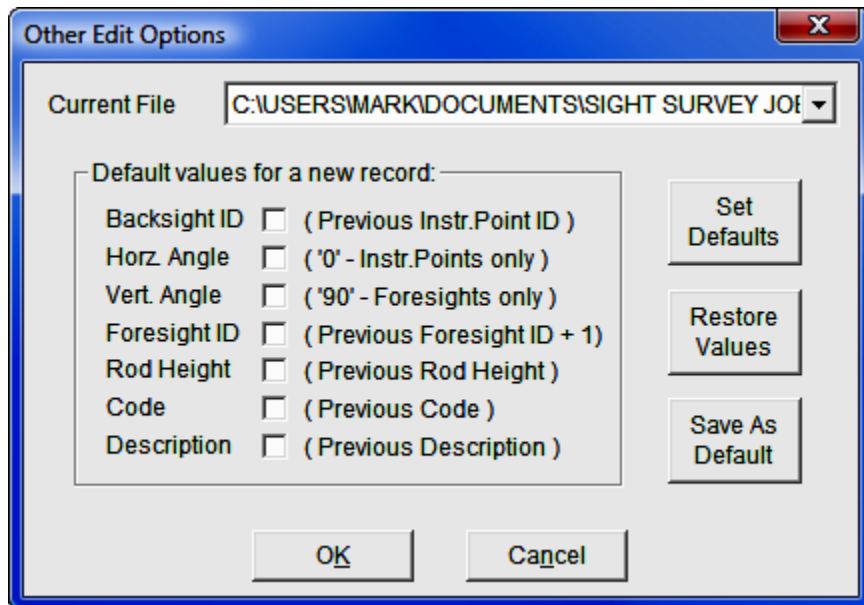 Other Edit Options
Current File C:\USERS\MARK\DOCUMENTS\SIGHT SURVEY
Default values for a new record:
Backsight ID ( Previous Instr.Point ID )
Horz. Angle ( '0' - Instr.Points only )
Vert. Angle ( '90' - Foresights only )
Foresight ID ( Previous Foresight ID + 1)
Rod Height ( Previous Rod Height )
Code ( Previous Code )
Description ( Previous Description )
Set
Defaults
Restore
Values
Save As
Default
OK
Cancel